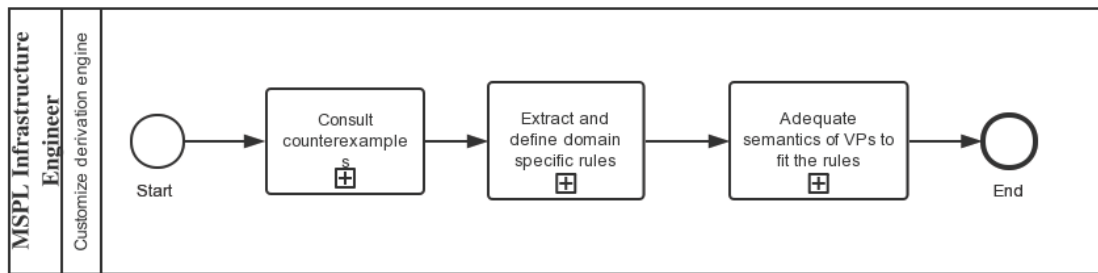 MSPL Infrastructure
Engineer
Customize derivation engine
Start
Consult
counterexample
s
Extract and
define domain
specific rules
Adequate
semantics of VPs to
fit the rules
End